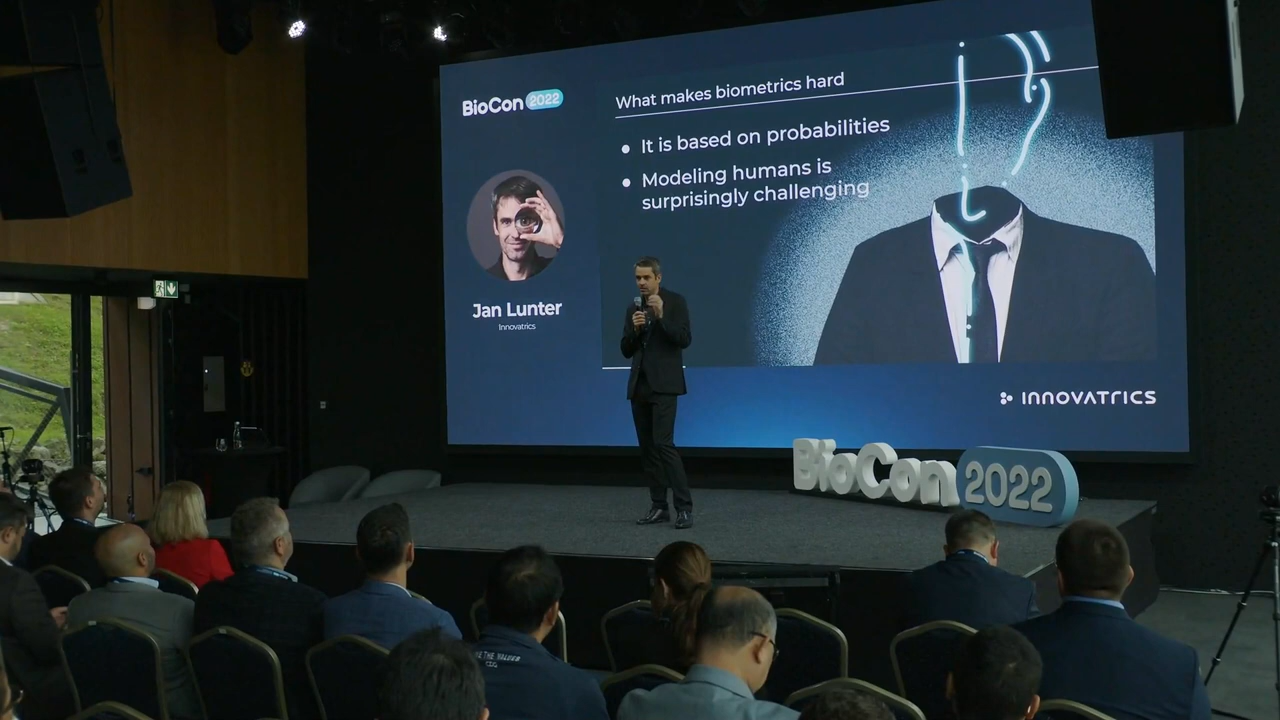 BioCon 2022
What makes biometrics hard
It is based on probabilities
Modeling humans is
surprisingly challenging
Jan Lunter
Innovatrics
INNOVATRICS
BioCon 2022